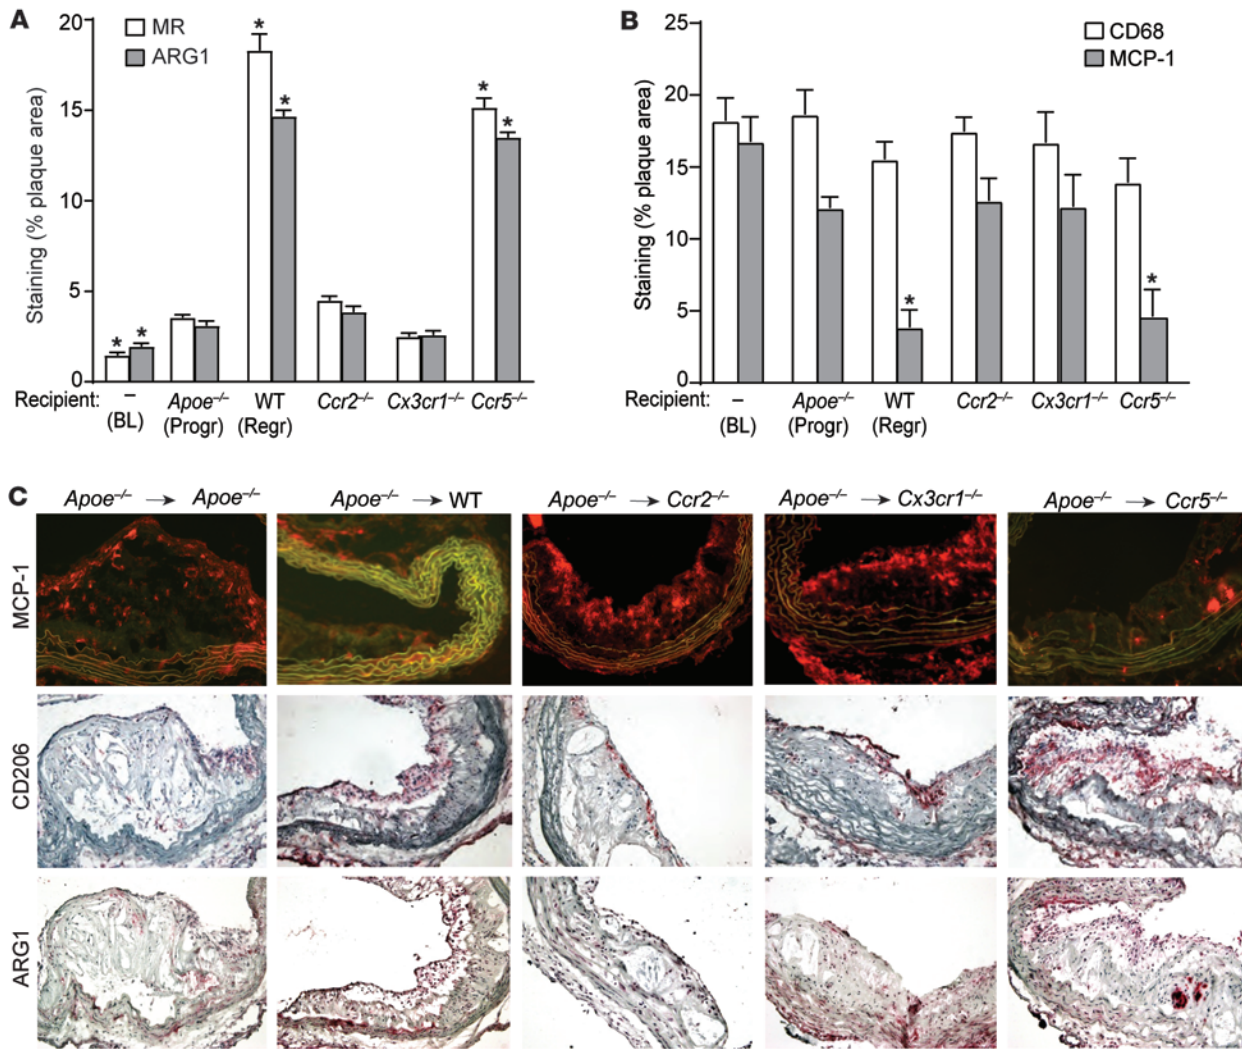 A
Staining (% plaque area)
20
15
10
5
0
MR
ARG1
* * * * * *
Recipient: – Apoe–/– WT Ccr2–/– Cx3cr1–/– Ccr5–/–
(BL) (Progr) (Regr)
B
Staining (% plaque area)
25
20
15
10
5
0
CD68
MCP-1
* *
Recipient: – Apoe–/– WT Ccr2–/– Cx3cr1–/– Ccr5–/–
(BL) (Progr) (Regr)
C
Apoe–/– → Apoe–/–
Apoe–/– → WT
Apoe–/– → Ccr2–/–
Apoe–/– → Cx3cr1–/–
Apoe–/– → Ccr5–/–
MCP-1
CD206
ARG1